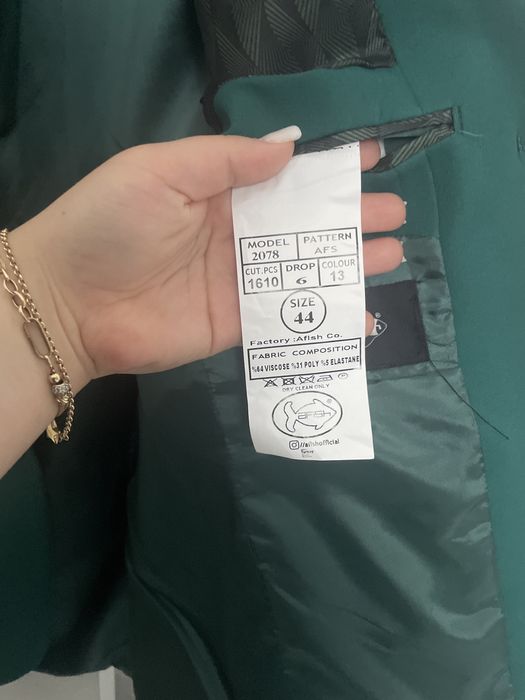 MODEL PATTERN
2078 AFS
CUT.PCS DROP COLOUR
1610 6 13
SIZE
44
Factory :Afish Co.
FABRIC COMPOSITION
%64 VISCOSE %31 POLY %5 ELASTANE
DRY CLEAN ONLY
AFISH
//afishofficial